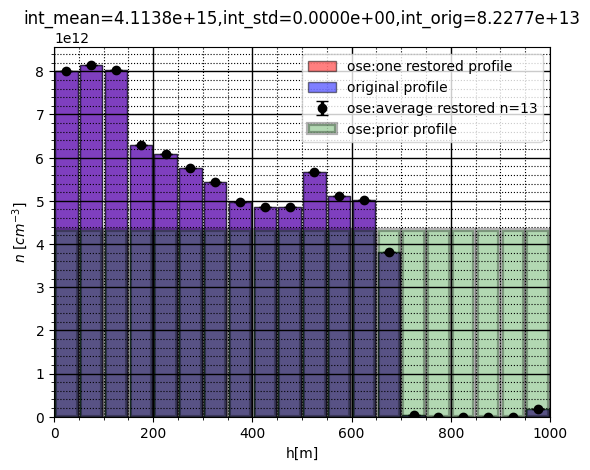 int_mean=4.1138e+15,int_std=0.0000e+00,int_orig=8.2277e+13
1e12
ose:one restored profile
original profile
ose:average restored n=13
ose:prior profile
8
7
6
5
4
3
2
1
0
n [cm⁻³]
0 200 400 600 800 1000
h[m]